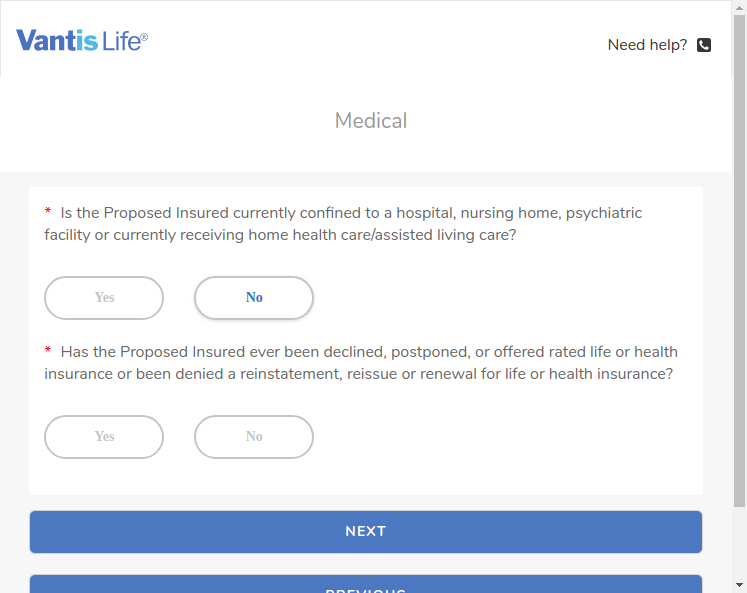 Vantis Life®
Need help?
Medical
* Is the Proposed Insured currently confined to a hospital, nursing home, psychiatric
facility or currently receiving home health care/assisted living care?
Yes No
* Has the Proposed Insured ever been declined, postponed, or offered rated life or health
insurance or been denied a reinstatement, reissue or renewal for life or health insurance?
Yes No
NEXT
PREVIOUS